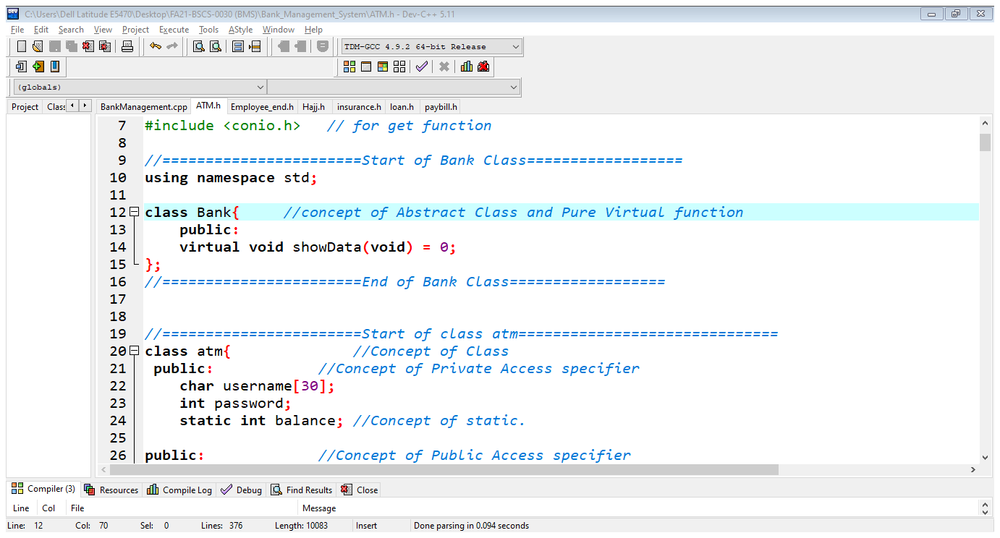 C:\Users\Dell Latitude E5470\Desktop\FA21-BSCS-0030 (BMS)\Bank_Management_System\ATM.h - Dev-C++ 5.11
File Edit Search View Project Execute Tools AStyle Window Help
TDM-GCC 4.9.2 64-bit Release
(globals)
Project Class BankManagement.cpp ATM.h Employee_end.h Hajj.h insurance.h loan.h paybill.h
7 #include <conio.h>   // for get function
8
9 //=======================Start of Bank Class==================
10 using namespace std;
11
12 class Bank{     //concept of Abstract Class and Pure Virtual function
13     public:
14     virtual void showData(void) = 0;
15 };
16 //=======================End of Bank Class==================
17
18
19 //=======================Start of class atm==============================
20 class atm{              //Concept of Class
21  public:            //Concept of Private Access specifier
22     char username[30];
23     int password;
24     static int balance; //Concept of static.
25
26 public:             //Concept of Public Access specifier
Compiler (3) Resources Compile Log Debug Find Results Close
Line Col File Message
Line: 12 Col: 70 Sel: 0 Lines: 376 Length: 10083 Insert Done parsing in 0.094 seconds